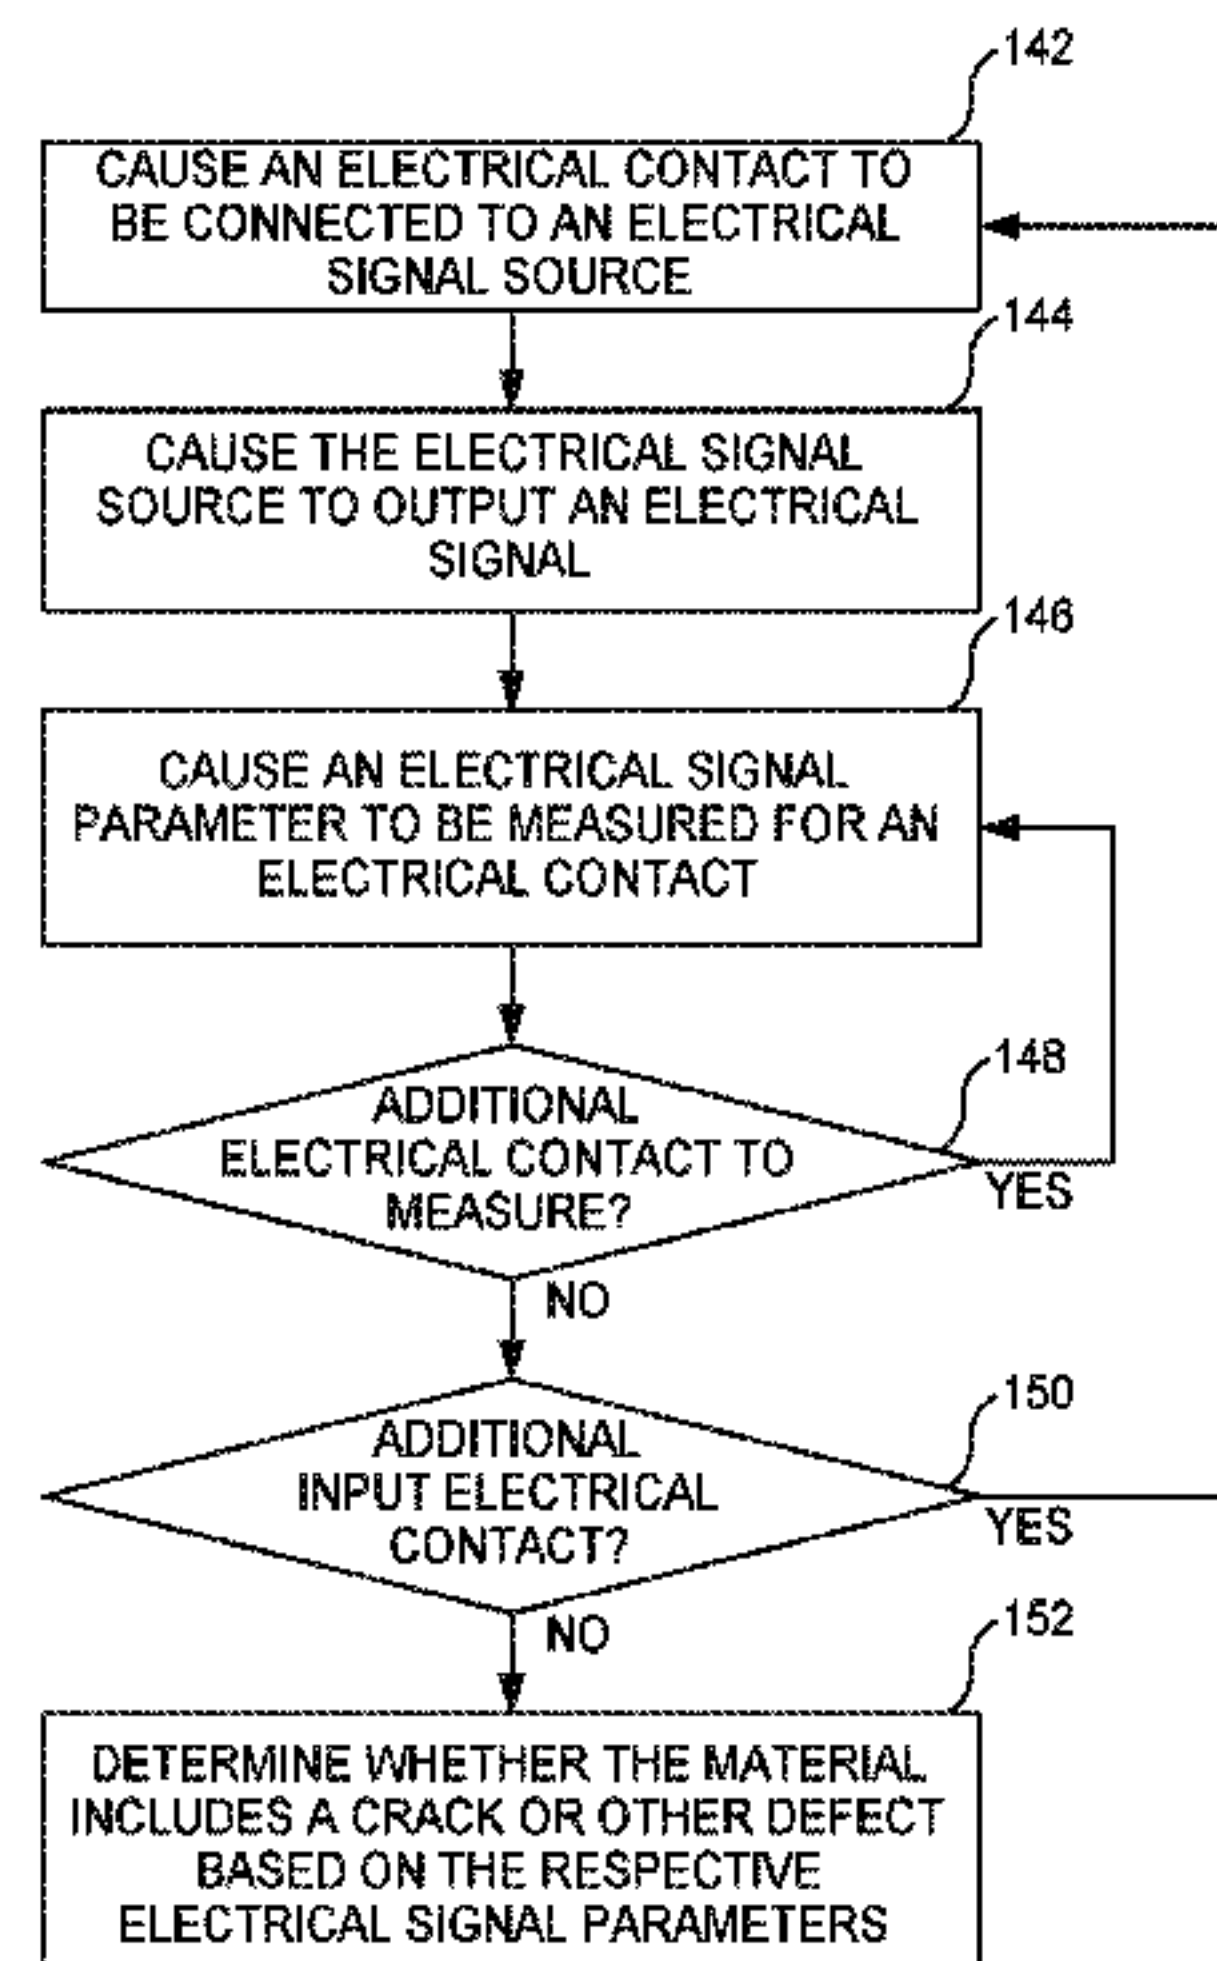 142
CAUSE AN ELECTRICAL CONTACT TO
BE CONNECTED TO AN ELECTRICAL
SIGNAL SOURCE
144
CAUSE THE ELECTRICAL SIGNAL
SOURCE TO OUTPUT AN ELECTRICAL
SIGNAL
146
CAUSE AN ELECTRICAL SIGNAL
PARAMETER TO BE MEASURED FOR AN
ELECTRICAL CONTACT
148
ADDITIONAL
ELECTRICAL CONTACT TO
MEASURE?
YES
NO
150
ADDITIONAL
INPUT ELECTRICAL
CONTACT?
YES
NO
152
DETERMINE WHETHER THE MATERIAL
INCLUDES A CRACK OR OTHER DEFECT
BASED ON THE RESPECTIVE
ELECTRICAL SIGNAL PARAMETERS